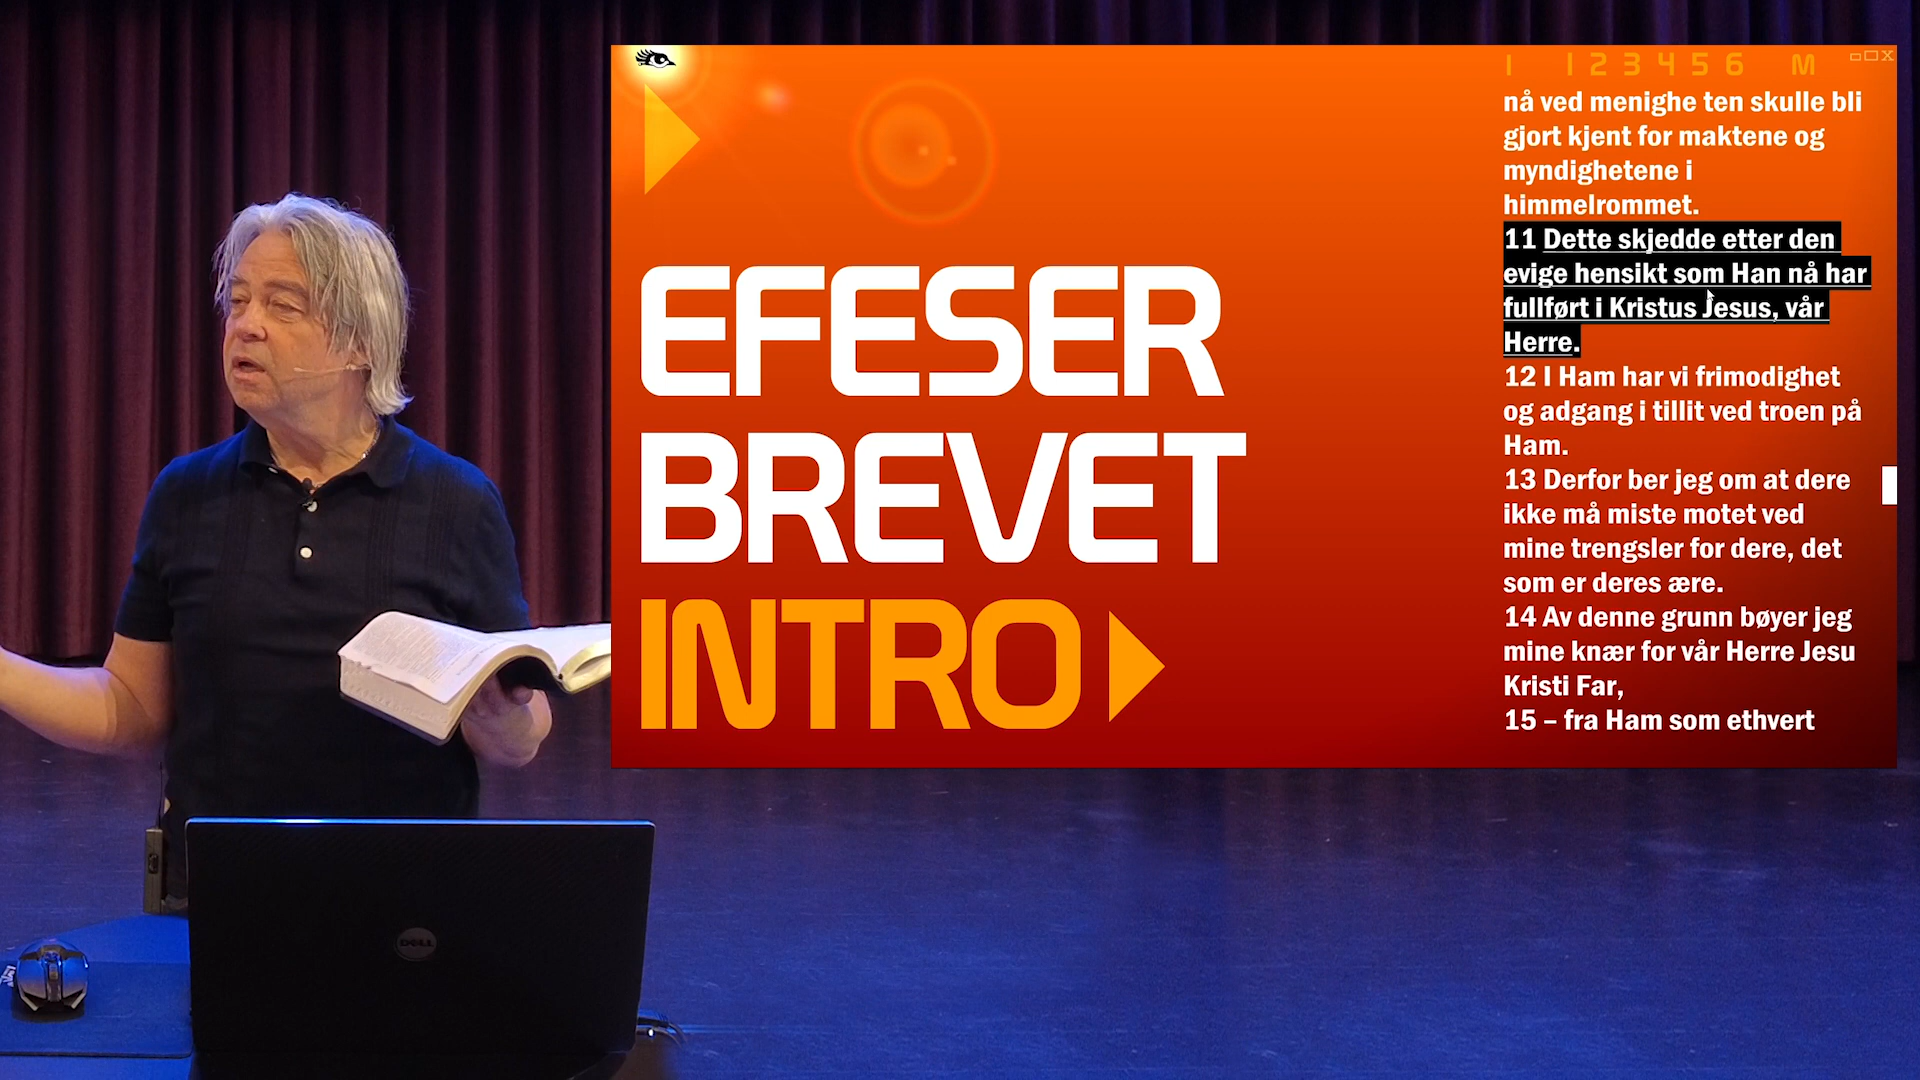 EFESER
BREVET
INTRO
I 1 2 3 4 5 6 M
nå ved menighe ten skulle bli
gjort kjent for maktene og
myndighetene i
himmelrommet.
11 Dette skjedde etter den
evige hensikt som Han nå har
fullført i Kristus Jesus, vår
Herre.
12 I Ham har vi frimodighet
og adgang i tillit ved troen på
Ham.
13 Derfor ber jeg om at dere
ikke må miste motet ved
mine trengsler for dere, det
som er deres ære.
14 Av denne grunn bøyer jeg
mine knær for vår Herre Jesu
Kristi Far,
15 – fra Ham som ethvert
DELL